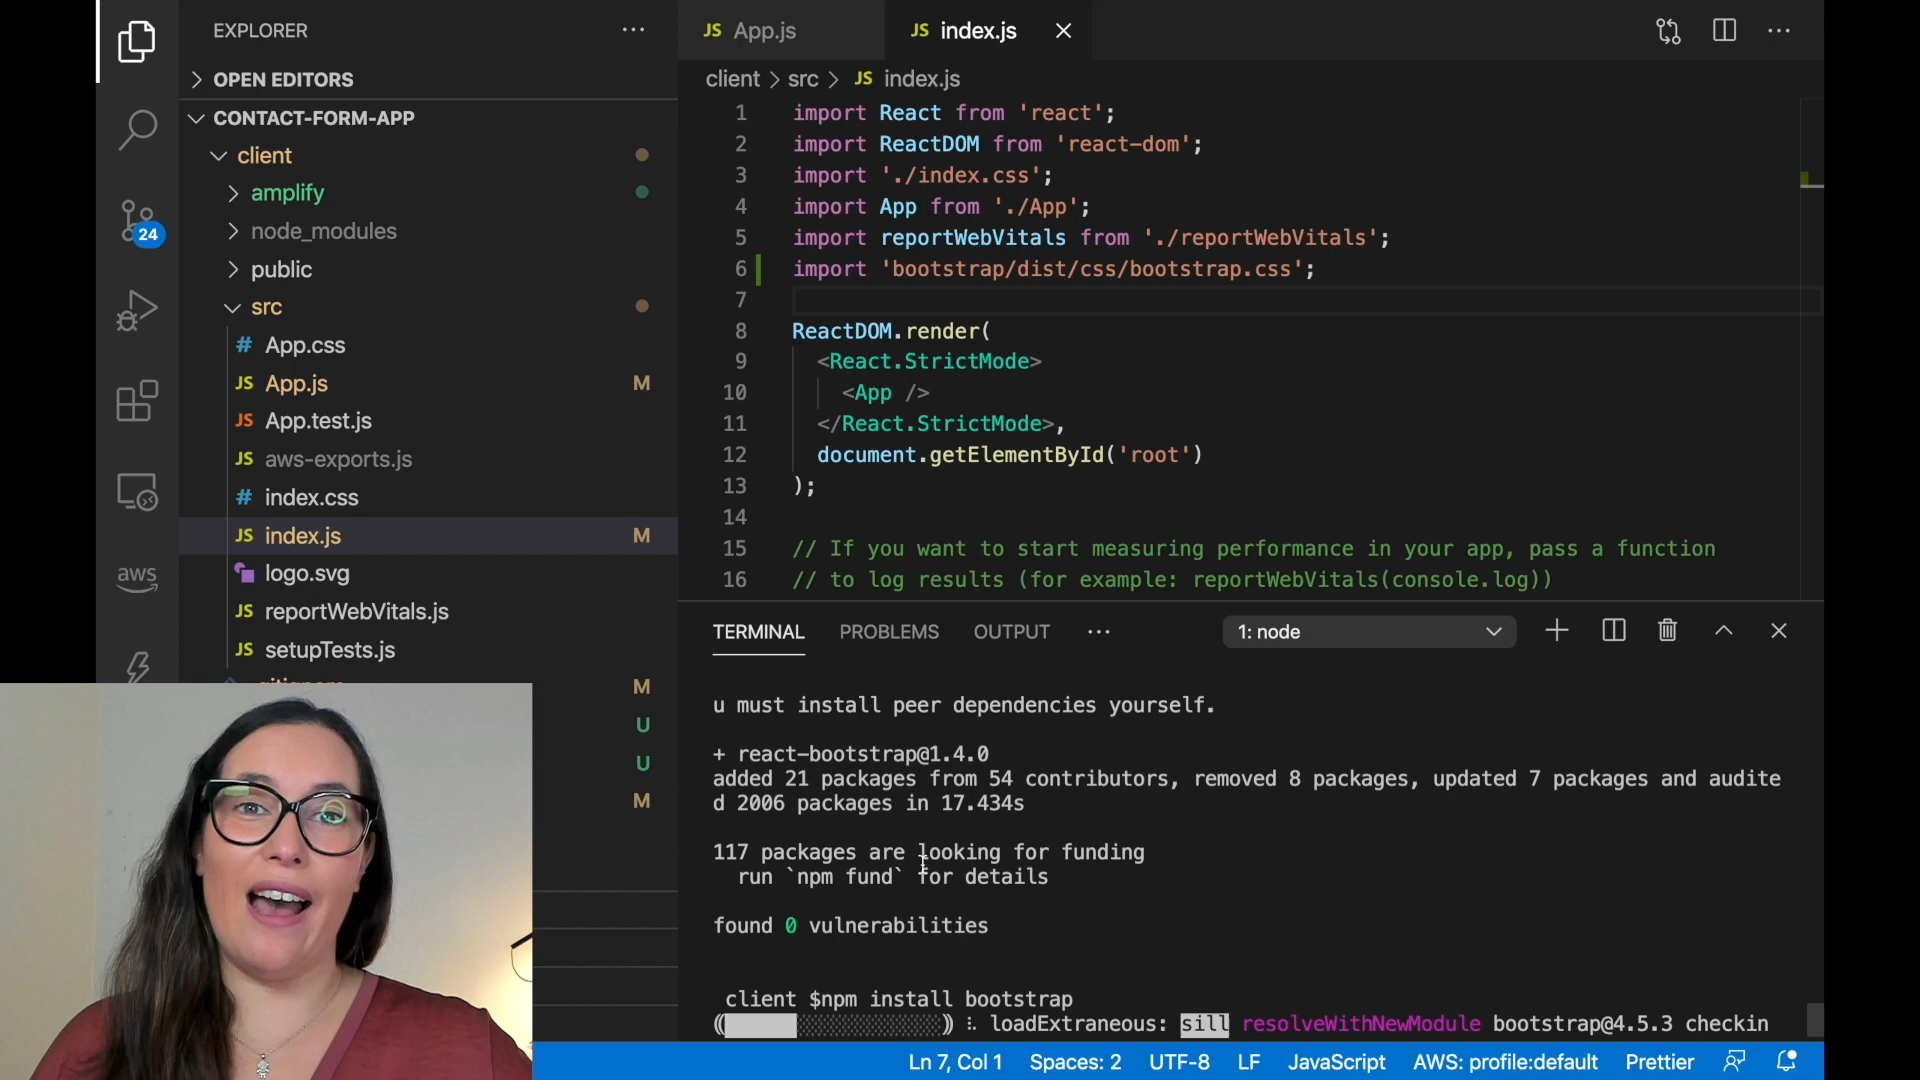 EXPLORER
OPEN EDITORS
CONTACT-FORM-APP
client
amplify
node_modules
public
src
# App.css
JS App.js M
JS App.test.js
JS aws-exports.js
# index.css
JS index.js M
logo.svg
JS reportWebVitals.js
JS setupTests.js
M
U
U
M
24
aws
JS App.js
JS index.js
client > src > JS index.js
1 import React from 'react';
2 import ReactDOM from 'react-dom';
3 import './index.css';
4 import App from './App';
5 import reportWebVitals from './reportWebVitals';
6 import 'bootstrap/dist/css/bootstrap.css';
7
8 ReactDOM.render(
9 <React.StrictMode>
10 <App />
11 </React.StrictMode>,
12 document.getElementById('root')
13 );
14
15 // If you want to start measuring performance in your app, pass a function
16 // to log results (for example: reportWebVitals(console.log))
TERMINAL PROBLEMS OUTPUT ··· 1: node
u must install peer dependencies yourself.
+ react-bootstrap@1.4.0
added 21 packages from 54 contributors, removed 8 packages, updated 7 packages and audite
d 2006 packages in 17.434s
117 packages are looking for funding
run `npm fund` for details
found 0 vulnerabilities
client $npm install bootstrap
loadExtraneous: sill resolveWithNewModule bootstrap@4.5.3 checkin
Ln 7, Col 1 Spaces: 2 UTF-8 LF JavaScript AWS: profile:default Prettier